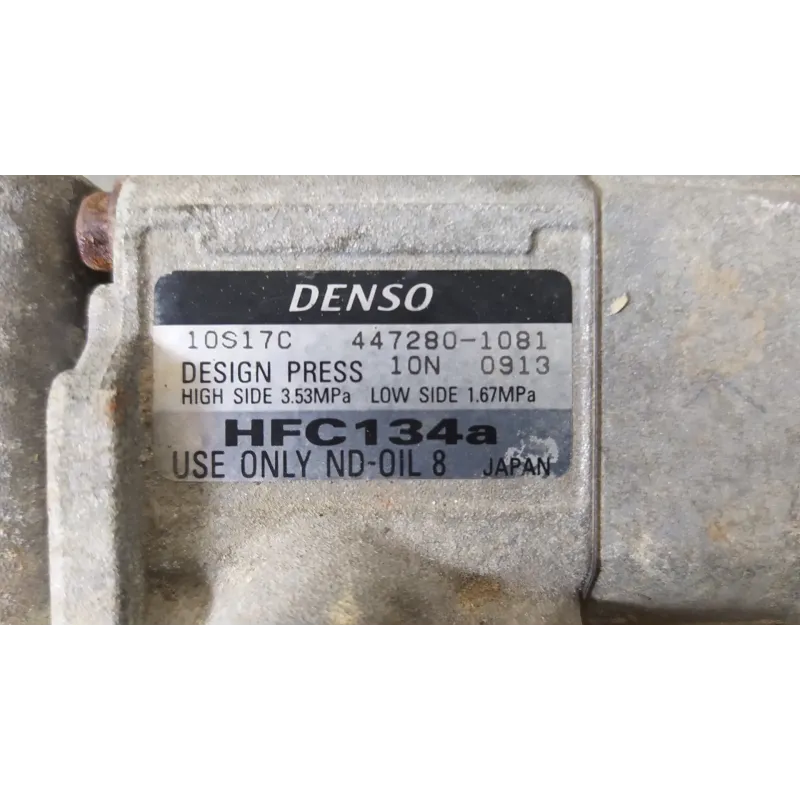 DENSO
10S17C 447280-1081
DESIGN PRESS 10N 0913
HIGH SIDE 3.53MPa LOW SIDE 1.67MPa
HFC134a
USE ONLY ND-OIL 8 JAPAN